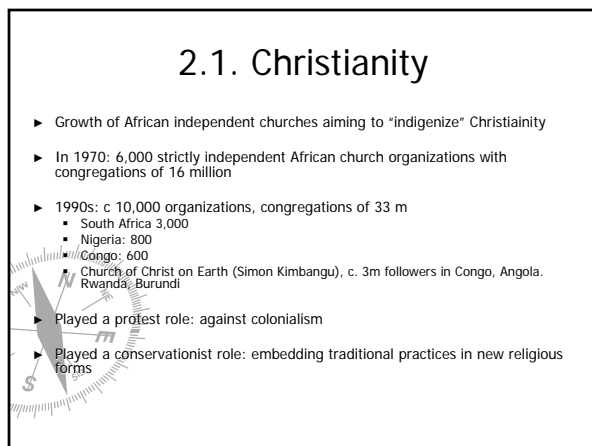 2.1. Christianity
► Growth of African independent churches aiming to "indigenize" Christiainity
► In 1970: 6,000 strictly independent African church organizations with
congregations of 16 million
► 1990s: c 10,000 organizations, congregations of 33 m
▪ South Africa 3,000
▪ Nigeria: 800
▪ Congo: 600
▪ Church of Christ on Earth (Simon Kimbangu), c. 3m followers in Congo, Angola.
Rwanda, Burundi
► Played a protest role: against colonialism
► Played a conservationist role: embedding traditional practices in new religious
forms
NW
N
NE
E
S